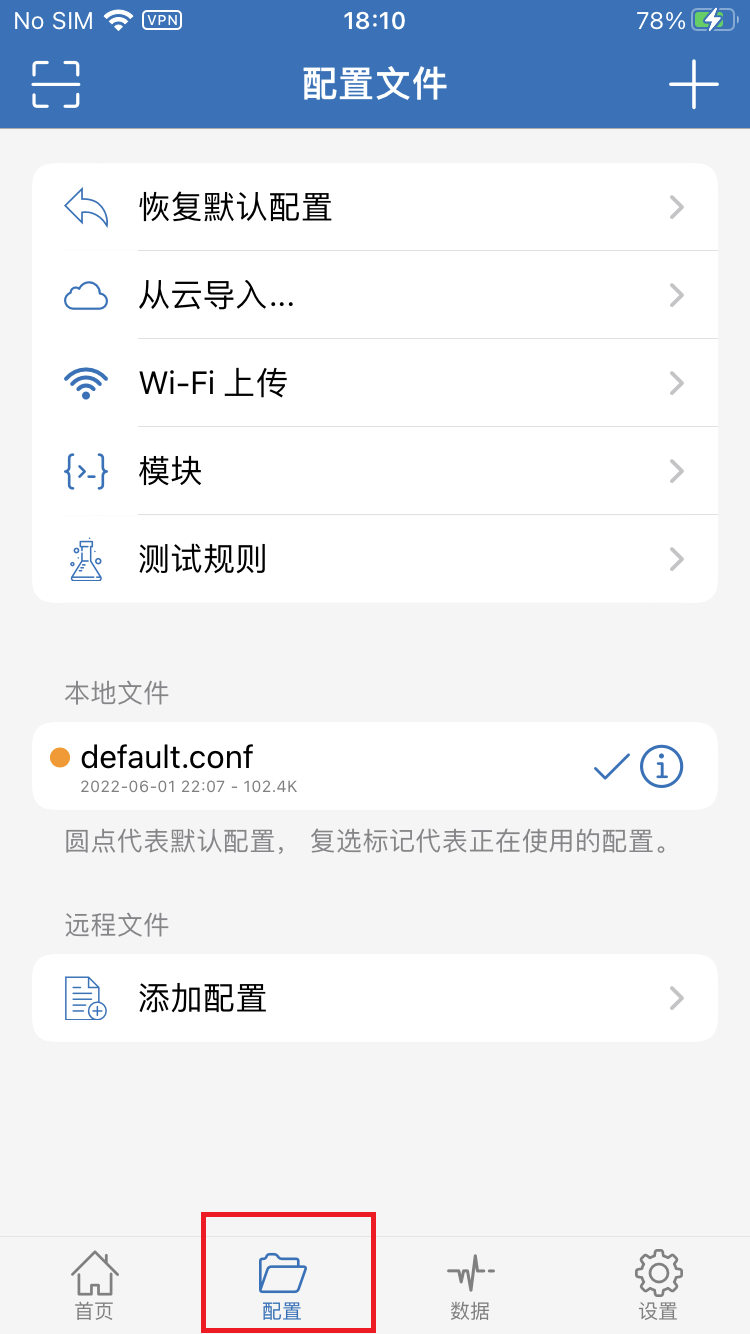 No SIM VPN 18:10 78%
配置文件
恢复默认配置
从云导入...
Wi-Fi 上传
模块
测试规则
本地文件
default.conf
2022-06-01 22:07 - 102.4K
圆点代表默认配置， 复选标记代表正在使用的配置。
远程文件
添加配置
首页 配置 数据 设置